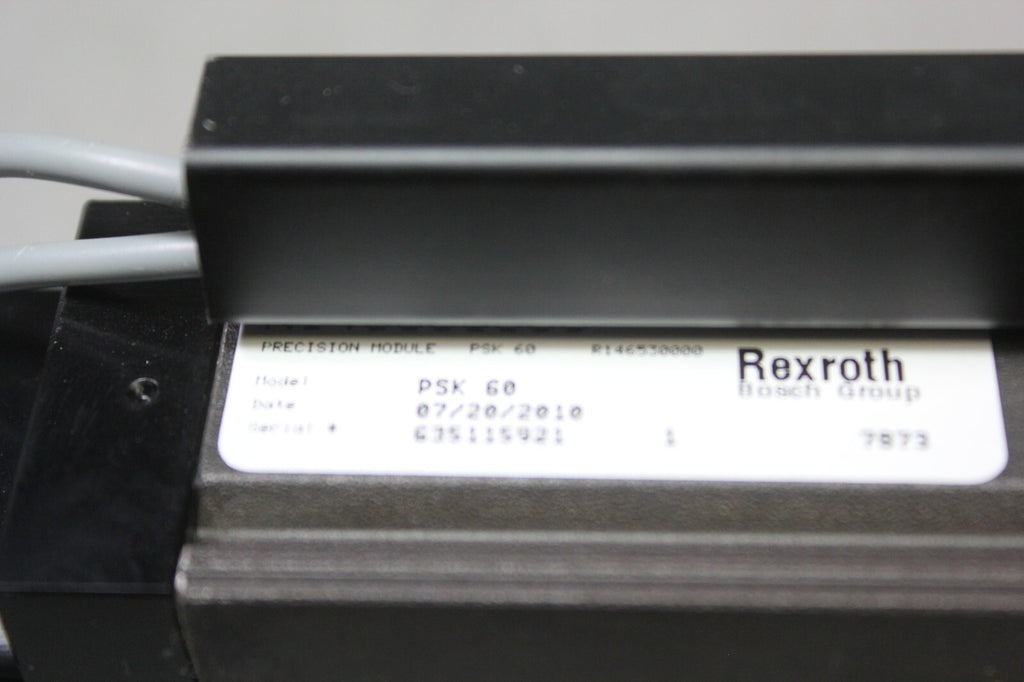 PRECISION MODULE PSK 60 R146530000
Rexroth
Bosch Group
Model PSK 60
Date 07/20/2010
Serial # 635115921 1 7873